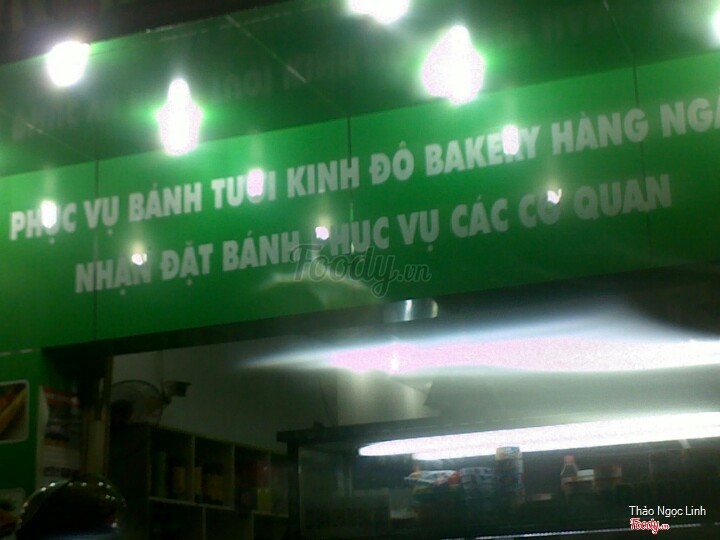 PHỤC VỤ BÁNH TƯƠI KINH ĐÔ BAKERY HÀNG NGÀ
NHẬN ĐẶT BÁNH PHỤC VỤ CÁC CƠ QUAN
Foody.vn
Thảo Ngọc Linh
Foody.vn